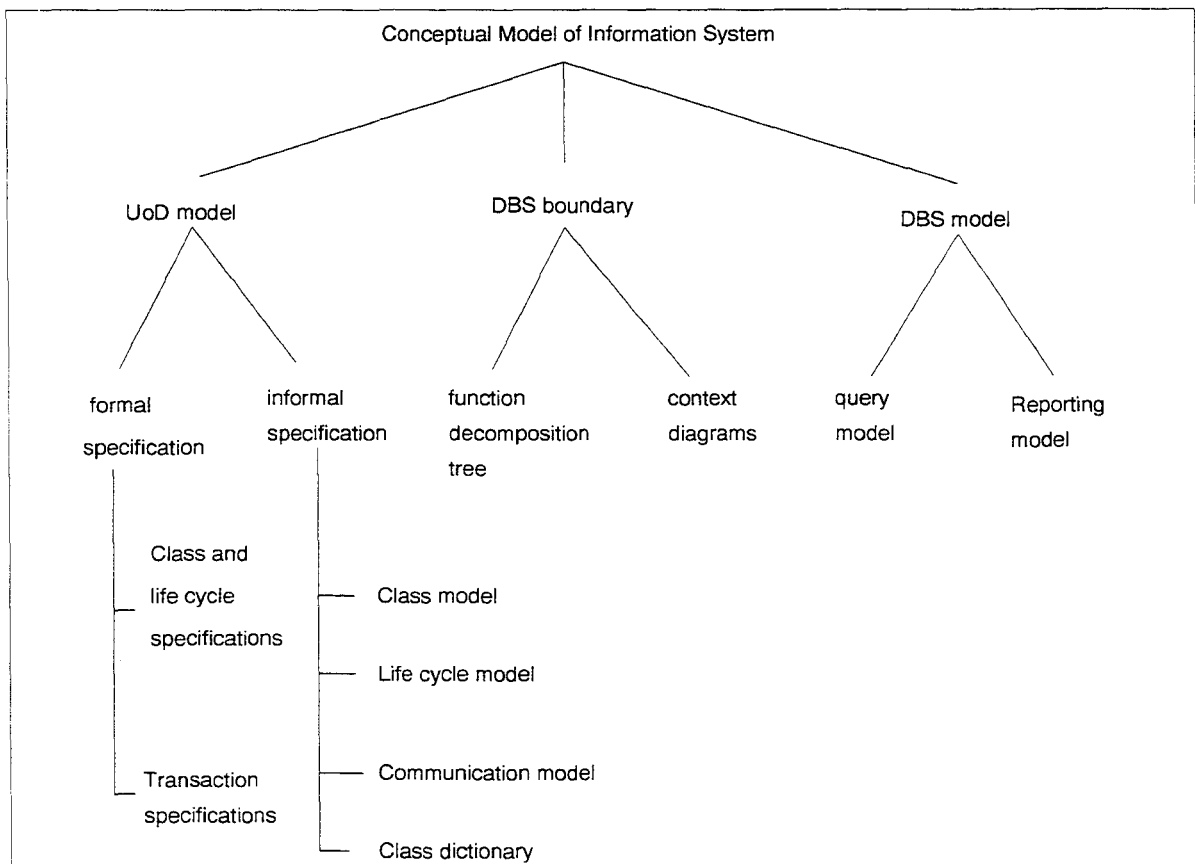 Conceptual Model of Information System
UoD model
DBS boundary
DBS model
formal
specification
informal
specification
function
decomposition
tree
context
diagrams
query
model
Reporting
model
Class and
life cycle
specifications
Transaction
specifications
Class model
Life cycle model
Communication model
Class dictionary